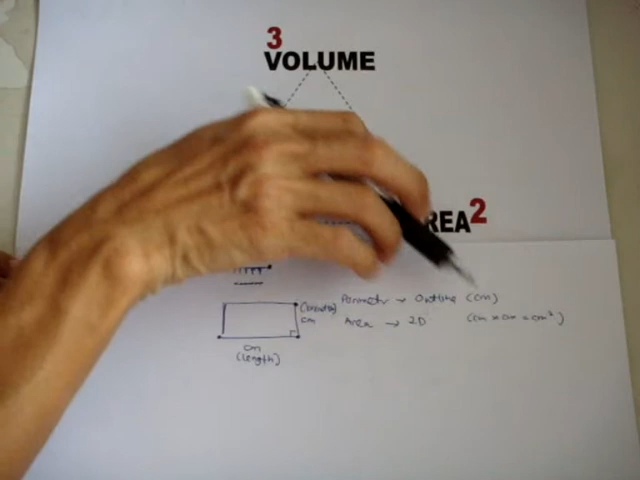 3
VOLUME
REA2
Perimeter → Outline (cm)
(breadth)
cm
Area → 2D (cm × cm = cm²)
cm
(length)